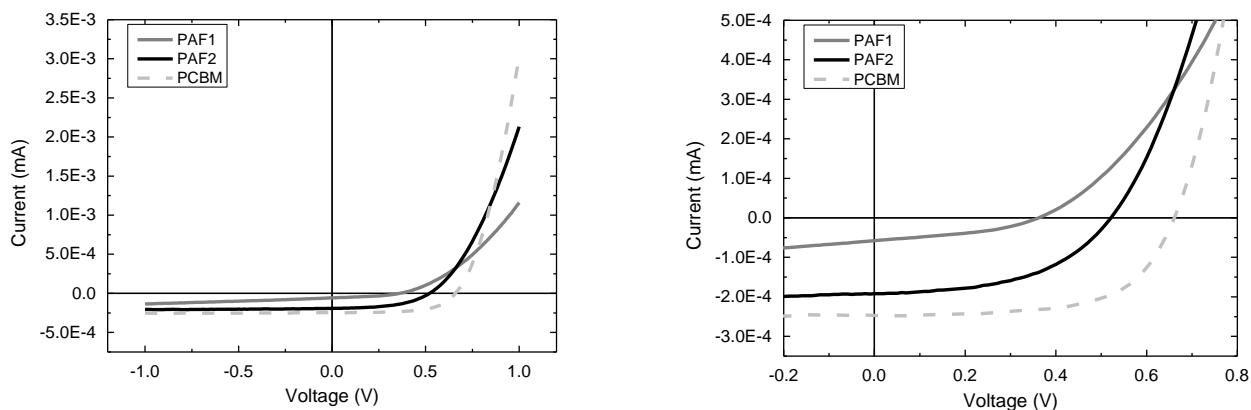 3.5E-3
3.0E-3
2.5E-3
2.0E-3
1.5E-3
1.0E-3
5.0E-4
0.0
-5.0E-4
Current (mA)
PAF1
PAF2
PCBM
-1.0
-0.5
0.0
0.5
1.0
Voltage (V)
5.0E-4
4.0E-4
3.0E-4
2.0E-4
1.0E-4
0.0
-1.0E-4
-2.0E-4
-3.0E-4
Current (mA)
PAF1
PAF2
PCBM
-0.2
0.0
0.2
0.4
0.6
0.8
Voltage (V)